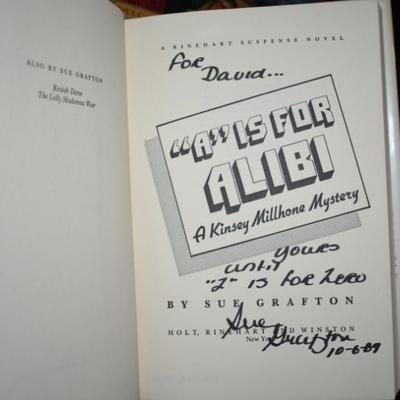 ALSO BY SUE GRAFTON
Keziah Dane
The Lolly Madonna War
A RINEHART SUSPENSE NOVEL
For
David...
"A" IS FOR
ALIBI
A Kinsey Millhone Mystery
yours
until
"Z" is for Zero
BY SUE GRAFTON
HOLT, RINEHART AND WINSTON
New York
Sue
Grafton
10-6-89